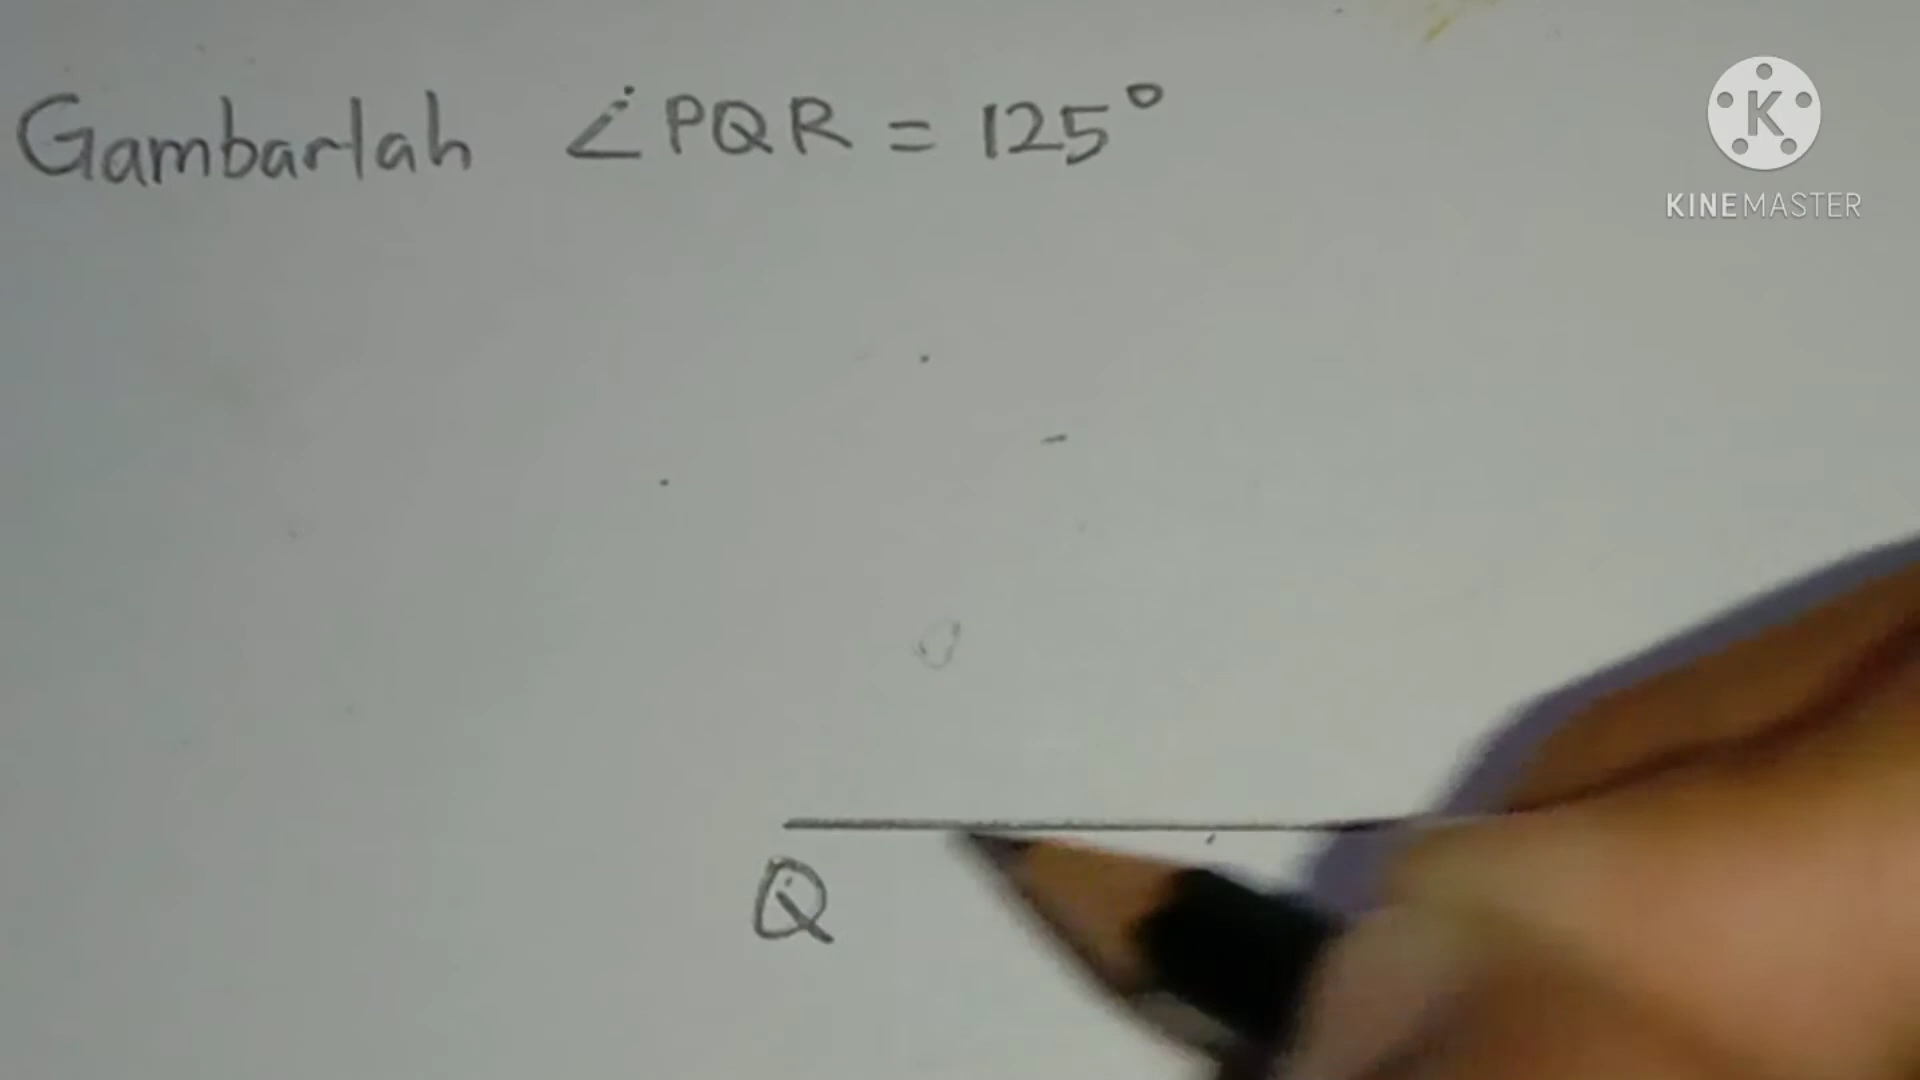 Gambarlah ∠PQR = 125°
K
KINEMASTER
Q